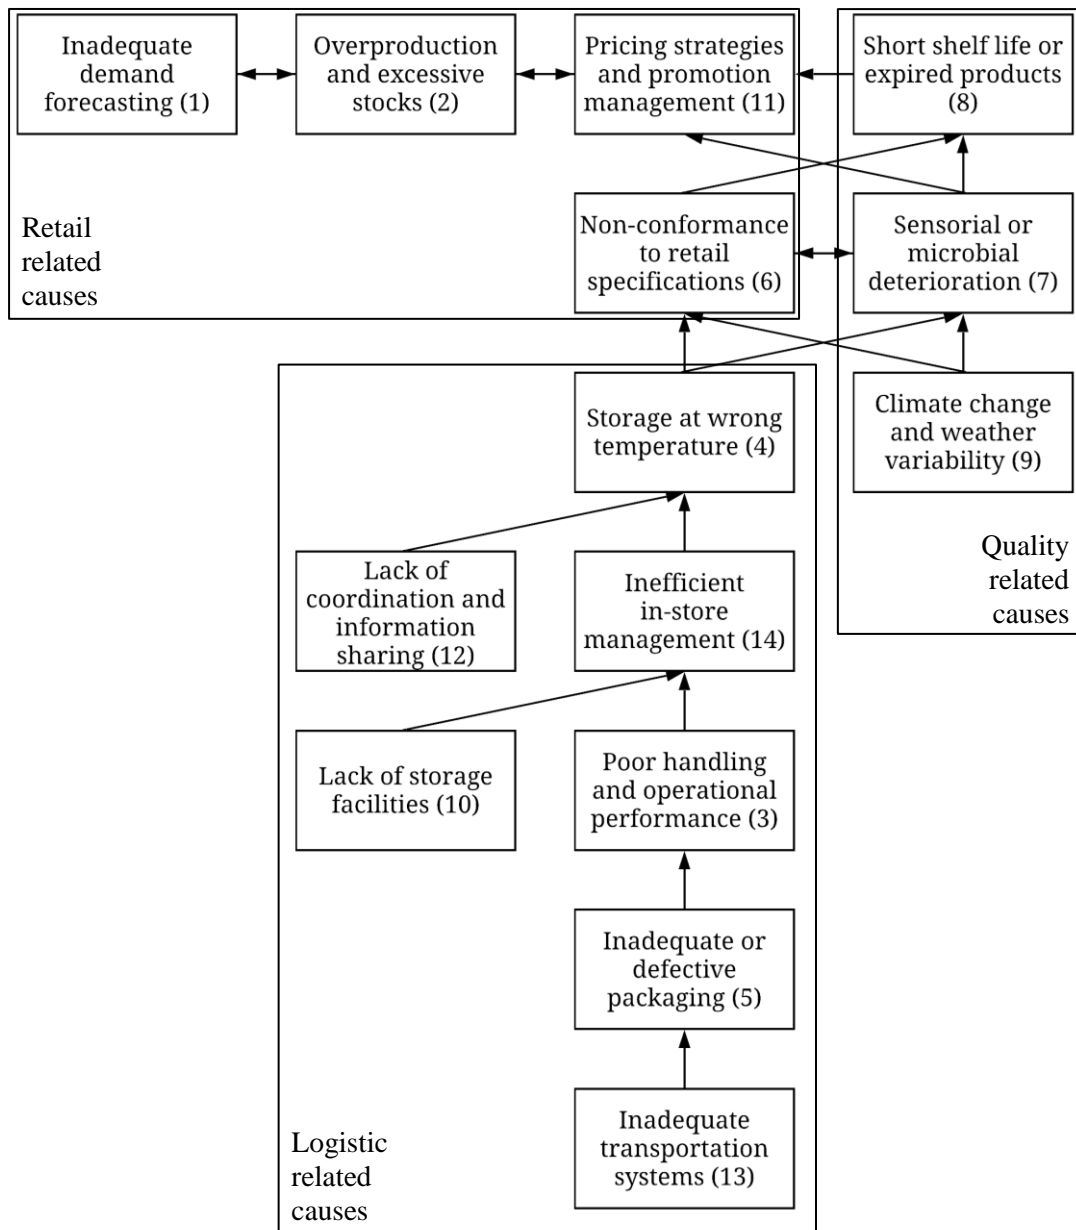 Inadequate
demand
forecasting (1)
Overproduction
and excessive
stocks (2)
Pricing strategies
and promotion
management (11)
Short shelf life or
expired products
(8)
Retail
related
causes
Non-conformance
to retail
specifications (6)
Sensorial or
microbial
deterioration (7)
Storage at wrong
temperature (4)
Climate change
and weather
variability (9)
Quality
related
causes
Lack of
coordination and
information
sharing (12)
Inefficient
in-store
management (14)
Lack of storage
facilities (10)
Poor handling
and operational
performance (3)
Inadequate or
defective
packaging (5)
Inadequate
transportation
systems (13)
Logistic
related
causes